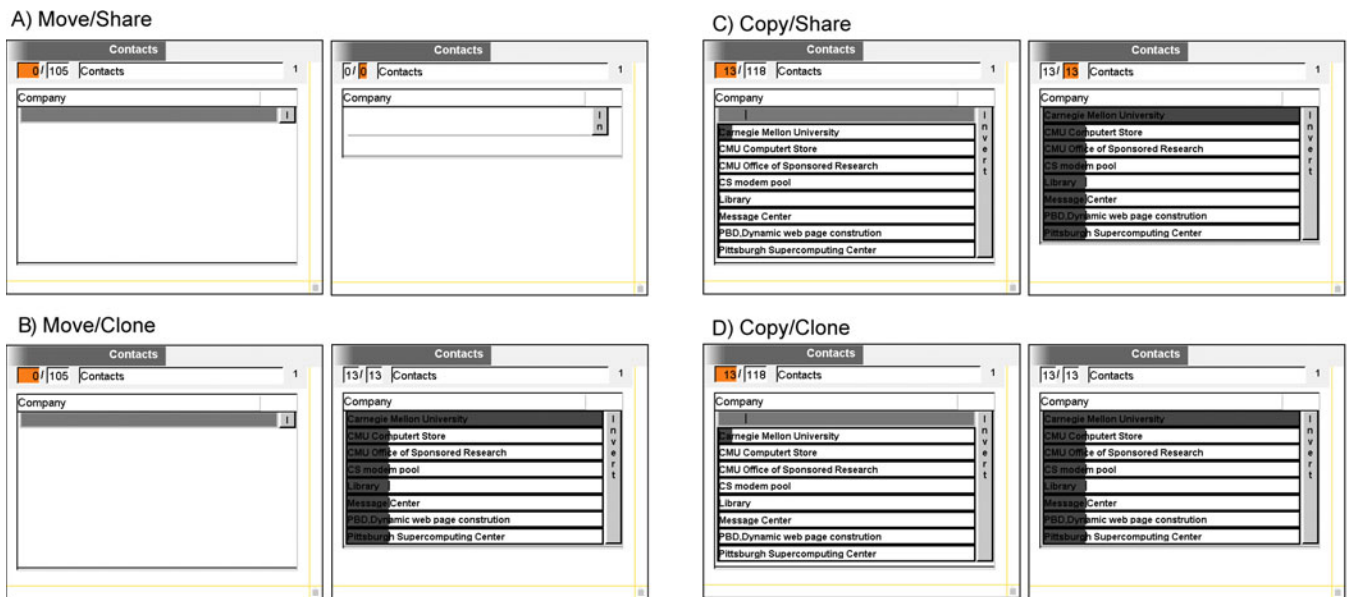 A) Move/Share
Contacts
0/ 105 Contacts 1
Company
I
Contacts
0/ 0 Contacts 1
Company
I
n
B) Move/Clone
Contacts
0/ 105 Contacts 1
Company
I
Contacts
13/ 13 Contacts 1
Company
Carnegie Mellon University
CMU Computert Store
CMU Office of Sponsored Research
CS modem pool
Library
Message Center
PBD,Dynamic web page constrution
Pittsburgh Supercomputing Center
Invert
C) Copy/Share
Contacts
13/ 118 Contacts 1
Company
Carnegie Mellon University
CMU Computert Store
CMU Office of Sponsored Research
CS modem pool
Library
Message Center
PBD,Dynamic web page constrution
Pittsburgh Supercomputing Center
Invert
Contacts
13/ 13 Contacts 1
Company
Carnegie Mellon University
CMU Computert Store
CMU Office of Sponsored Research
CS modem pool
Library
Message Center
PBD,Dynamic web page constrution
Pittsburgh Supercomputing Center
Invert
D) Copy/Clone
Contacts
13/ 118 Contacts 1
Company
Carnegie Mellon University
CMU Computert Store
CMU Office of Sponsored Research
CS modem pool
Library
Message Center
PBD,Dynamic web page constrution
Pittsburgh Supercomputing Center
Invert
Contacts
13/ 13 Contacts 1
Company
Carnegie Mellon University
CMU Computert Store
CMU Office of Sponsored Research
CS modem pool
Library
Message Center
PBD,Dynamic web page constrution
Pittsburgh Supercomputing Center
Invert